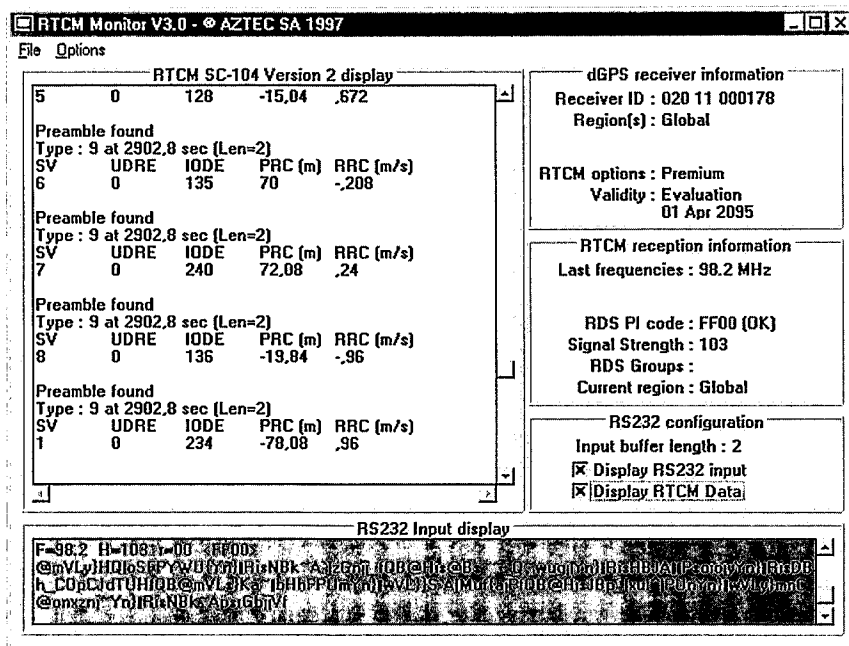 RTCM Monitor V3.0 - © AZTEC SA 1997
File Options
RTCM SC-104 Version 2 display
5 0 128 -15,04 ,672
Preamble found
Type : 9 at 2902,8 sec (Len=2)
SV UDRE IODE PRC (m) RRC (m/s)
6 0 135 70 -,208
Preamble found
Type : 9 at 2902,8 sec (Len=2)
SV UDRE IODE PRC (m) RRC (m/s)
7 0 240 72,08 ,24
Preamble found
Type : 9 at 2902,8 sec (Len=2)
SV UDRE IODE PRC (m) RRC (m/s)
8 0 136 -19,84 -,96
Preamble found
Type : 9 at 2902,8 sec (Len=2)
SV UDRE IODE PRC (m) RRC (m/s)
1 0 234 -78,08 ,96
dGPS receiver information
Receiver ID : 020 11 000178
Region(s) : Global
RTCM options : Premium
Validity : Evaluation
01 Apr 2095
RTCM reception information
Last frequencies : 98.2 MHz
RDS PI code : FF00 (OK)
Signal Strength : 103
RDS Groups :
Current region : Global
RS232 configuration
Input buffer length : 2
Display RS232 input
Display RTCM Data
RS232 Input display
F=98.2